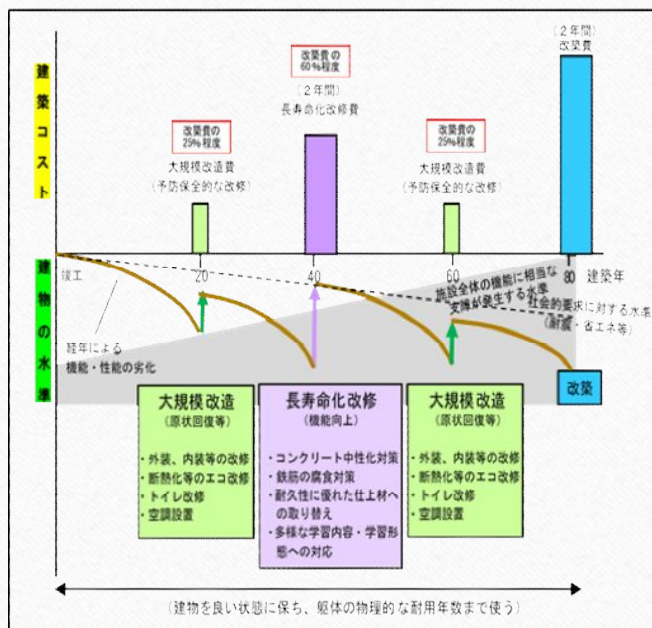 (2年間)
改築費
改築費の
60%程度
(2年間)
長寿命化改修費
改築費の
25%程度
大規模改造費
(予防保全的な改修)
改築費の
25%程度
大規模改造費
(予防保全的な改修)
建築コスト
竣工
20
40
60
80
建築年
施設全体の機能に相当な
支障が発生する水準
社会的要求に対する水準
(耐震・省エネ等)
経年による
機能・性能の劣化
建物の水準
改築
大規模改造
(原状回復等)
・外装、内装等の改修
・断熱化等のエコ改修
・トイレ改修
・空調設置
長寿命化改修
(機能向上)
・コンクリート中性化対策
・鉄筋の腐食対策
・耐久性に優れた仕上材へ
の取り替え
・多様な学習内容・学習形
態への対応
大規模改造
(原状回復等)
・外装、内装等の改修
・断熱化等のエコ改修
・トイレ改修
・空調設置
(建物を良い状態に保ち、躯体の物理的な耐用年数まで使う)